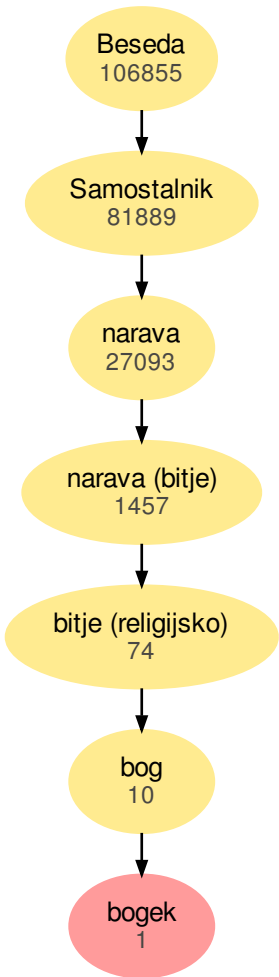 Beseda
106855
Samostalnik
81889
narava
27093
narava (bitje)
1457
bitje (religijsko)
74
bog
10
bogek
1